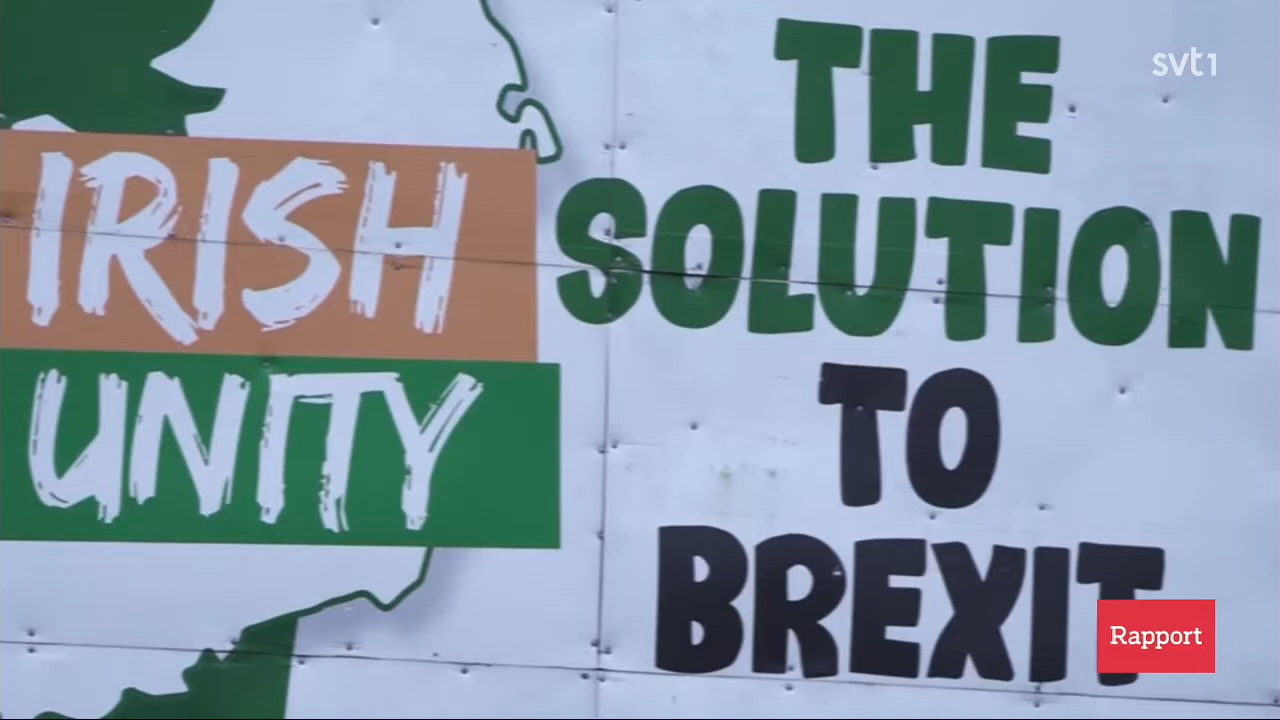 IRISH
UNITY
THE
SOLUTION
TO
BREXIT
svt1
Rapport